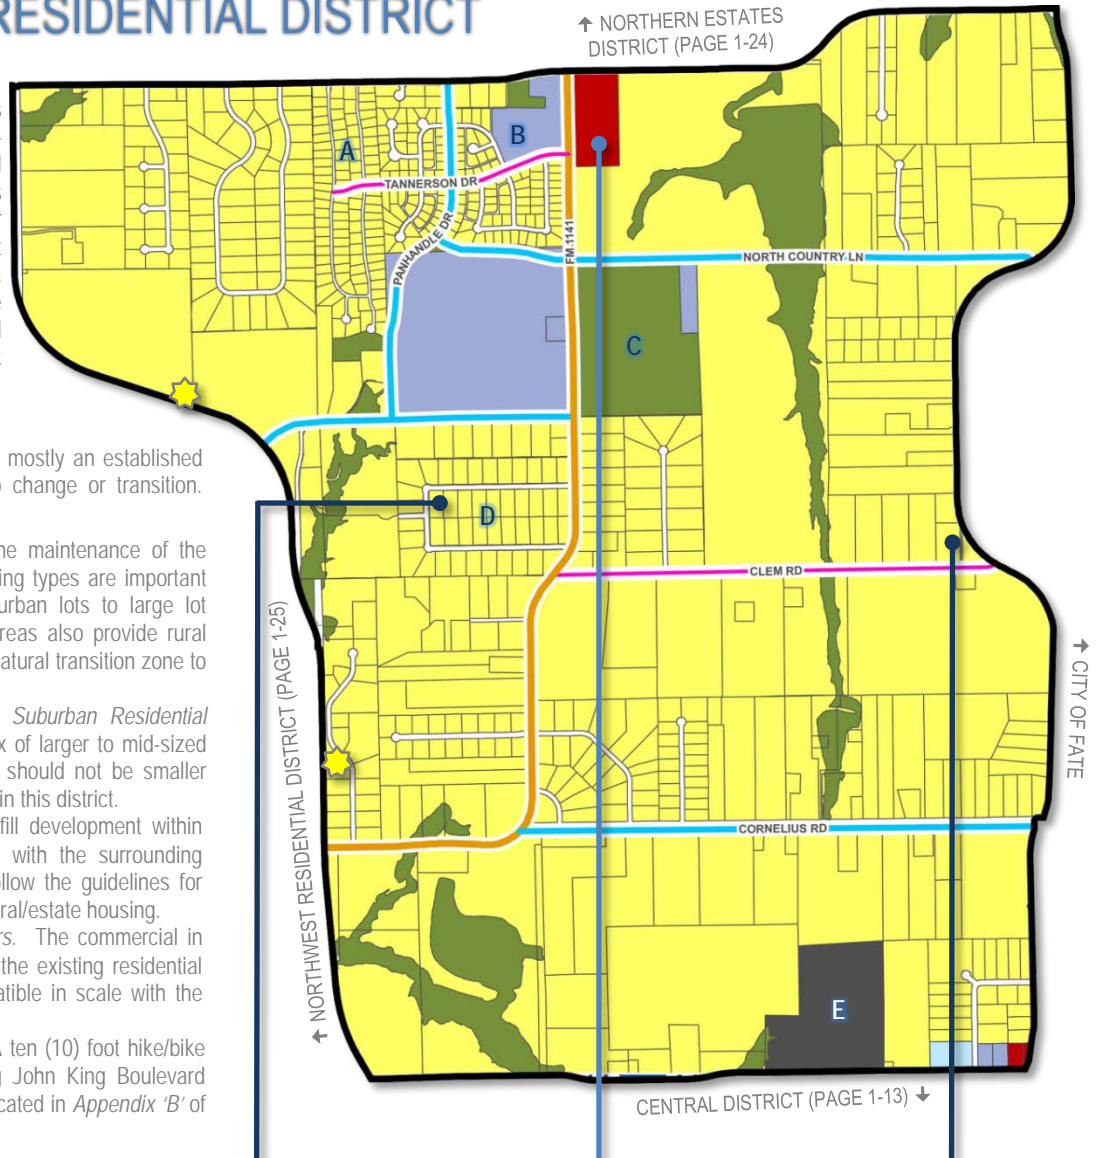 RESIDENTIAL DISTRICT
↑ NORTHERN ESTATES
DISTRICT (PAGE 1-24)
A
B
TANNERSON DR
PANHANDLE DR
FM 1141
NORTH COUNTRY LN
C
mostly an established
change or transition.
D
he maintenance of the
ing types are important
urban lots to large lot
reas also provide rural
atural transition zone to
CLEM RD
← NORTHWEST RESIDENTIAL DISTRICT (PAGE 1-25)
→ CITY OF FATE
Suburban Residential
x of larger to mid-sized
should not be smaller
in this district.
fill development within
with the surrounding
ollow the guidelines for
ral/estate housing.
CORNELIUS RD
rs. The commercial in
the existing residential
atible in scale with the
E
A ten (10) foot hike/bike
g John King Boulevard
cated in Appendix 'B' of
CENTRAL DISTRICT (PAGE 1-13) ↓